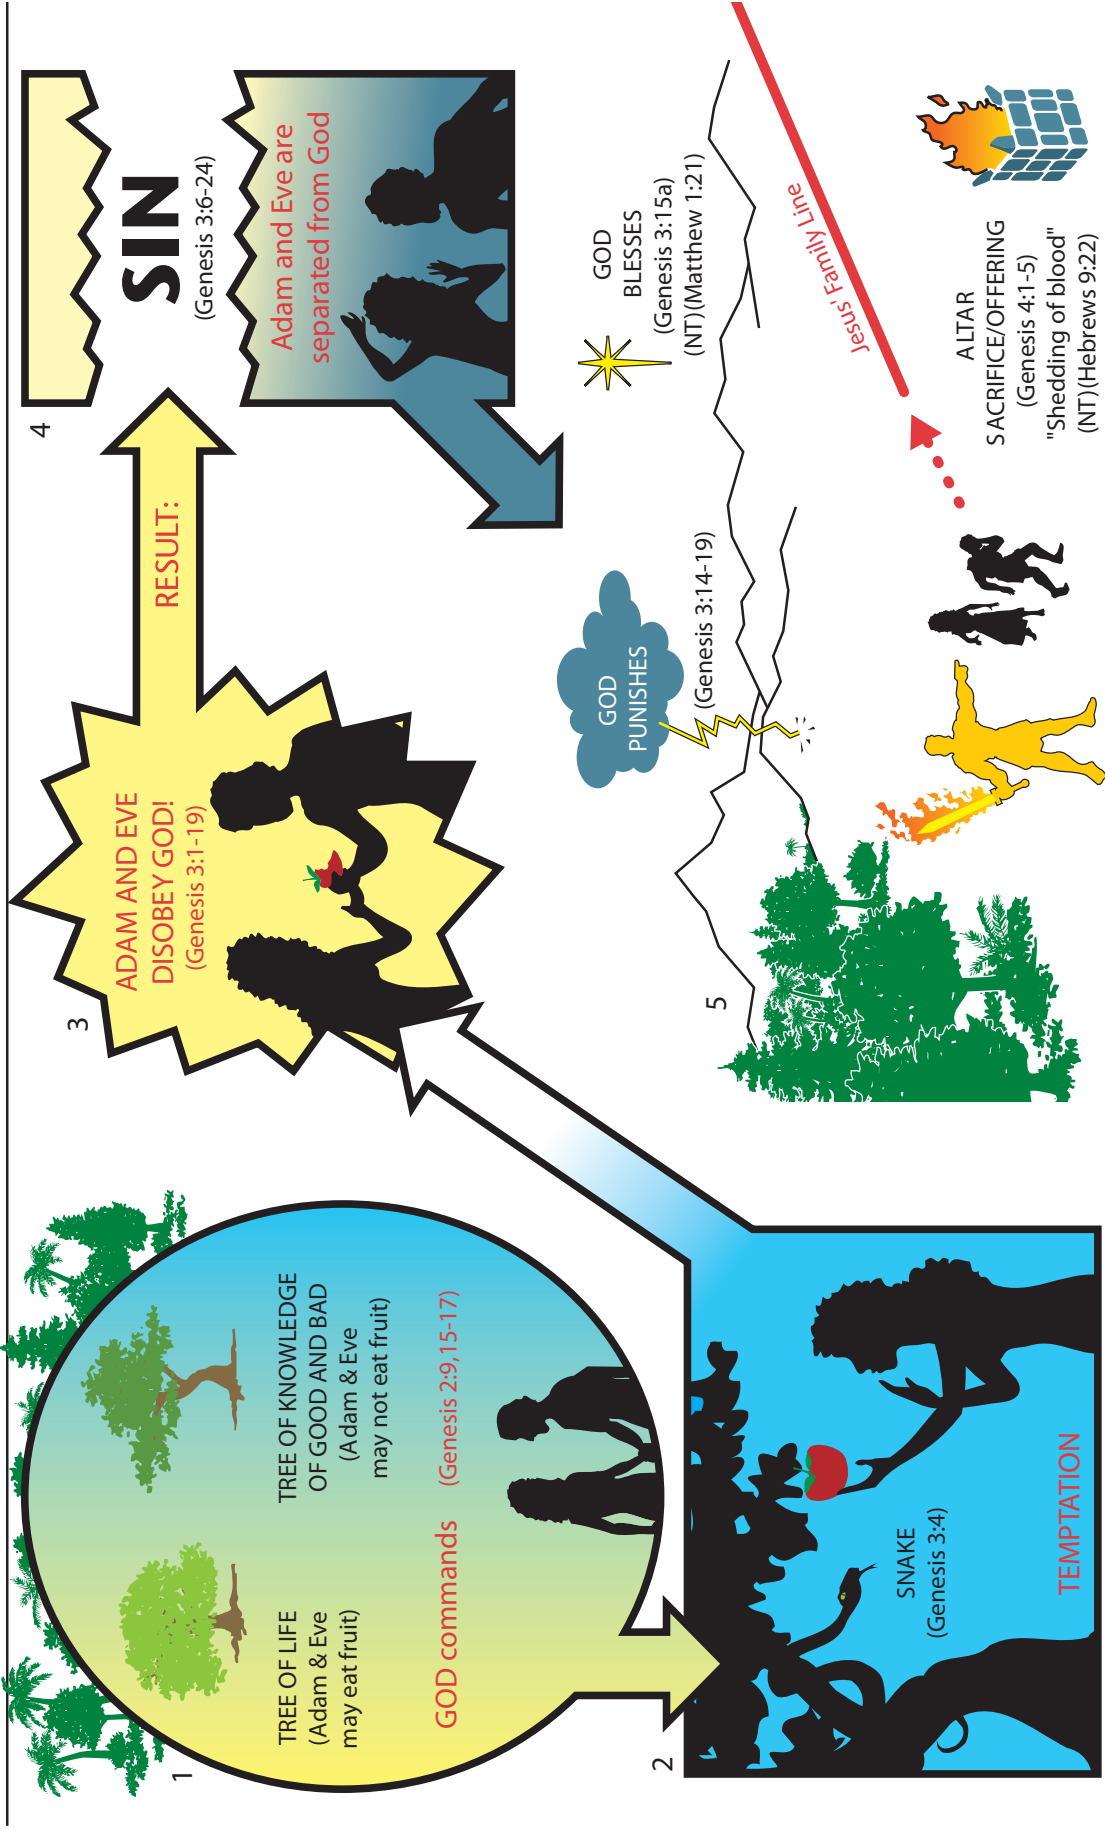 1
TREE OF LIFE
(Adam & Eve
may eat fruit)
TREE OF KNOWLEDGE
OF GOOD AND BAD
(Adam & Eve
may not eat fruit)
GOD commands (Genesis 2:9,15-17)
2
SNAKE
(Genesis 3:4)
TEMPTATION
3
ADAM AND EVE
DISOBEY GOD!
(Genesis 3:1-19)
RESULT:
4
SIN
(Genesis 3:6-24)
Adam and Eve are
separated from God
5
GOD
PUNISHES
(Genesis 3:14-19)
GOD
BLESSES
(Genesis 3:15a)
(NT)(Matthew 1:21)
Jesus' Family Line
ALTAR
SACRIFICE/OFFERING
(Genesis 4:1-5)
"Shedding of blood"
(NT)(Hebrews 9:22)